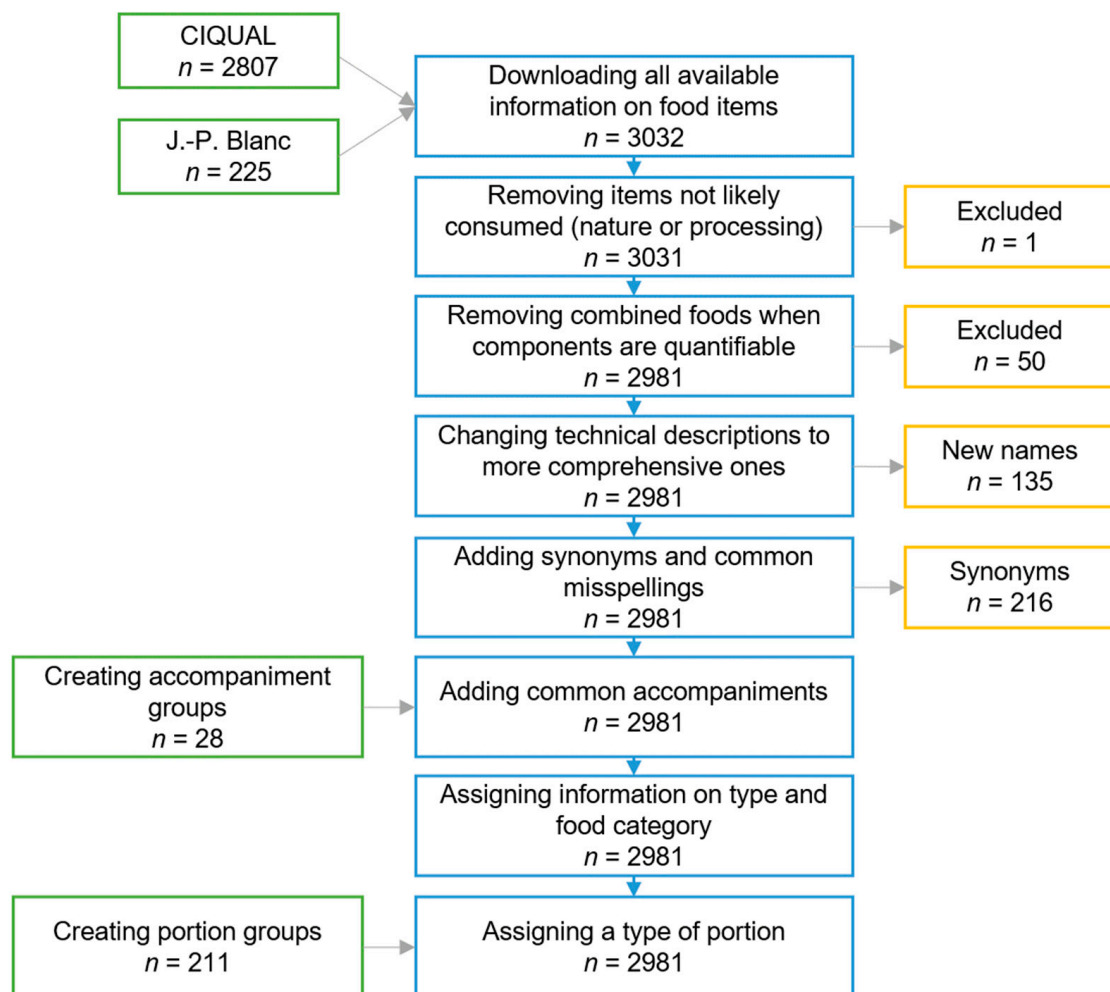 CIQUAL
n = 2807
J.-P. Blanc
n = 225
Downloading all available
information on food items
n = 3032
Removing items not likely
consumed (nature or processing)
n = 3031
Excluded
n = 1
Removing combined foods when
components are quantifiable
n = 2981
Excluded
n = 50
Changing technical descriptions to
more comprehensive ones
n = 2981
New names
n = 135
Adding synonyms and common
misspellings
n = 2981
Synonyms
n = 216
Creating accompaniment
groups
n = 28
Adding common accompaniments
n = 2981
Assigning information on type and
food category
n = 2981
Creating portion groups
n = 211
Assigning a type of portion
n = 2981